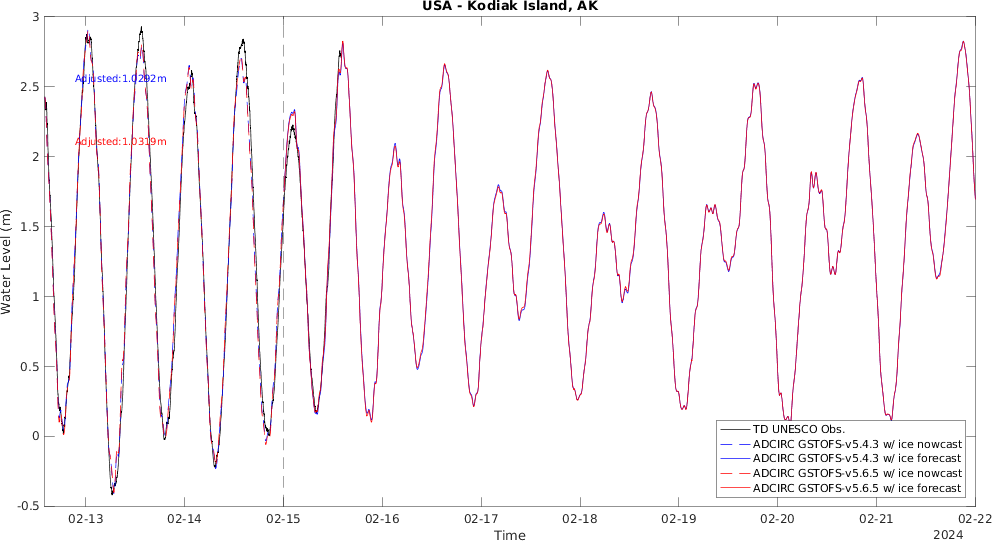 USA - Kodiak Island, AK
3
2.5
2
1.5
1
0.5
0
-0.5
Water Level (m)
Adjusted:1.0292m
Adjusted:1.0319m
TD UNESCO Obs.
ADCIRC GSTOFS-v5.4.3 w/ ice nowcast
ADCIRC GSTOFS-v5.4.3 w/ ice forecast
ADCIRC GSTOFS-v5.6.5 w/ ice nowcast
ADCIRC GSTOFS-v5.6.5 w/ ice forecast
02-13 02-14 02-15 02-16 02-17 02-18 02-19 02-20 02-21 02-22
Time
2024